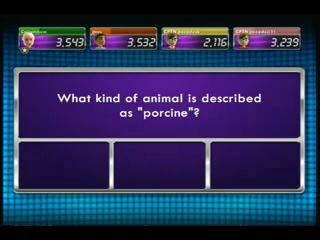 3,543
3,532
2,116
3,239
What kind of animal is described
as "porcine"?